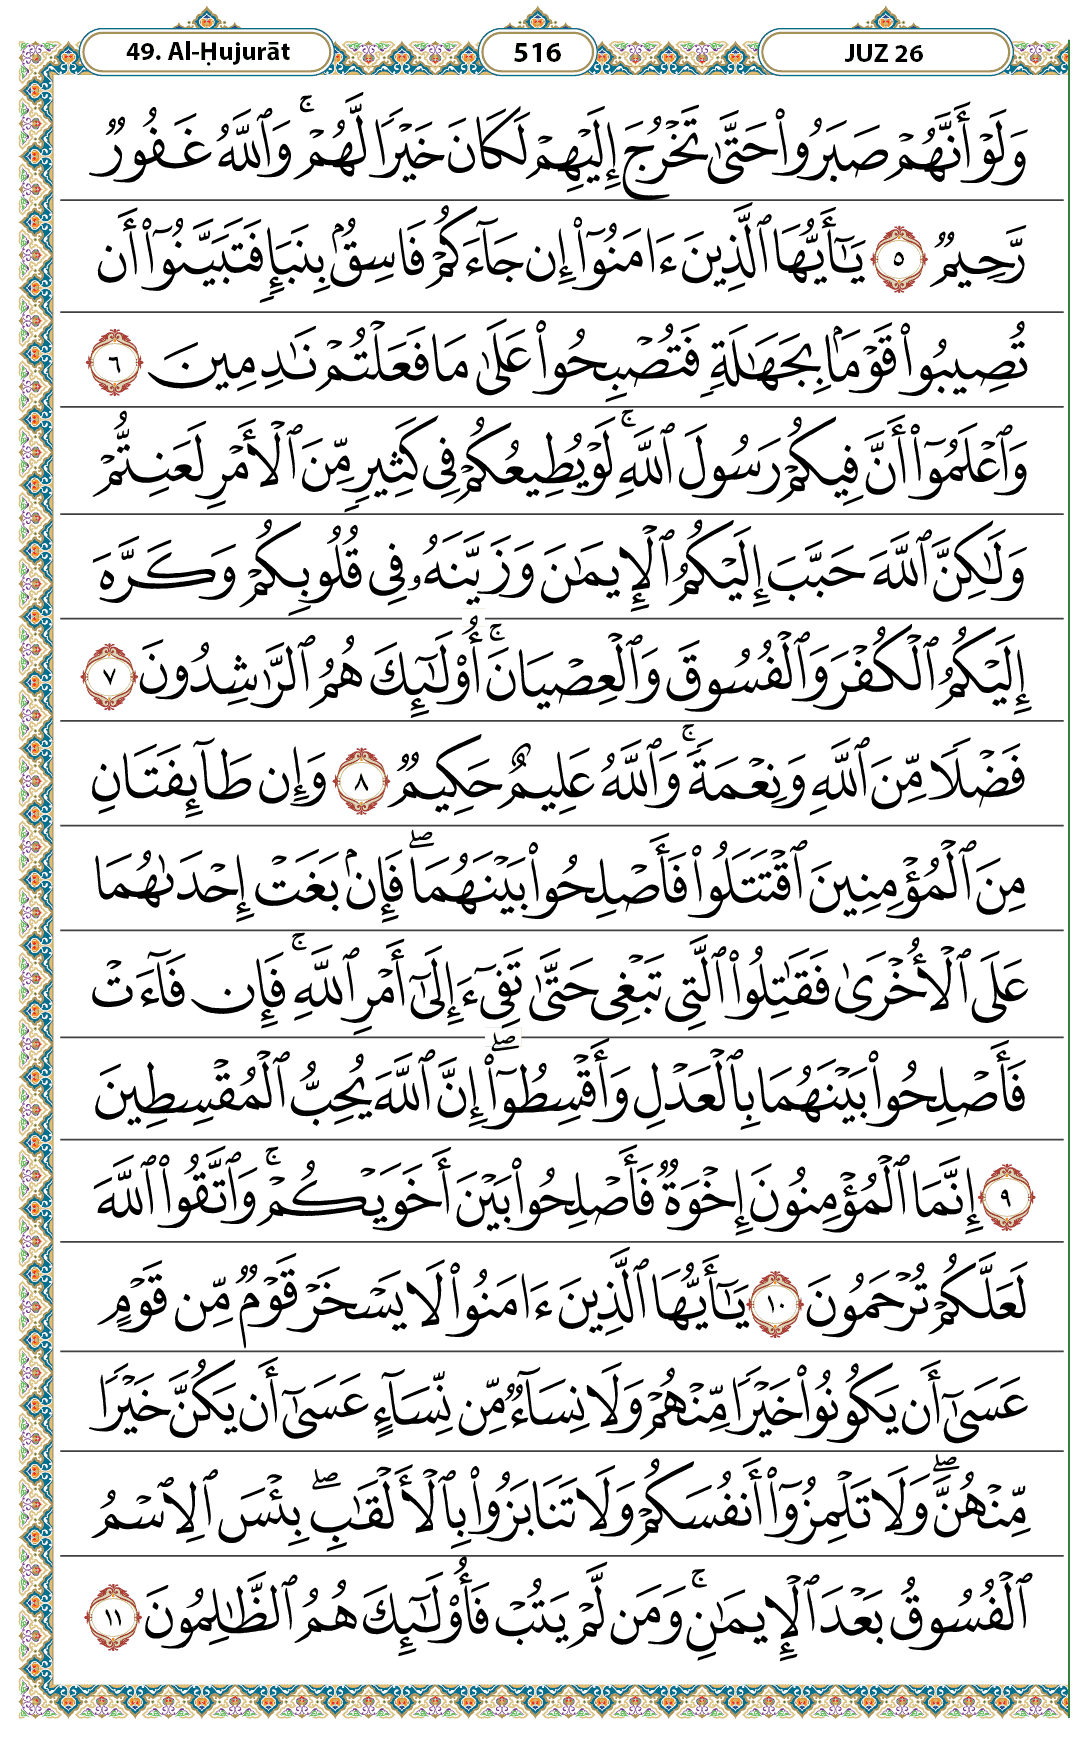 49. Al-Ḥujurāt 516 JUZ 26
وَلَوْ أَنَّهُمْ صَبَرُوا۟ حَتَّىٰ تَخْرُجَ إِلَيْهِمْ لَكَانَ خَيْرًا لَّهُمْ ۚ وَٱللَّهُ غَفُورٌ
رَّحِيمٌ ٥ يَـٰٓأَيُّهَا ٱلَّذِينَ ءَامَنُوٓا۟ إِن جَآءَكُمْ فَاسِقٌۢ بِنَبَإٍ فَتَبَيَّنُوٓا۟ أَن
تُصِيبُوا۟ قَوْمًۢا بِجَهَـٰلَةٍ فَتُصْبِحُوا۟ عَلَىٰ مَا فَعَلْتُمْ نَـٰدِمِينَ ٦
وَٱعْلَمُوٓا۟ أَنَّ فِيكُمْ رَسُولَ ٱللَّهِ ۚ لَوْ يُطِيعُكُمْ فِى كَثِيرٍ مِّنَ ٱلْأَمْرِ لَعَنِتُّمْ
وَلَـٰكِنَّ ٱللَّهَ حَبَّبَ إِلَيْكُمُ ٱلْإِيمَـٰنَ وَزَيَّنَهُۥ فِى قُلُوبِكُمْ وَكَرَّهَ
إِلَيْكُمُ ٱلْكُفْرَ وَٱلْفُسُوقَ وَٱلْعِصْيَانَ ۚ أُو۟لَـٰٓئِكَ هُمُ ٱلرَّٰشِدُونَ ٧
فَضْلًا مِّنَ ٱللَّهِ وَنِعْمَةً ۚ وَٱللَّهُ عَلِيمٌ حَكِيمٌ ٨ وَإِن طَآئِفَتَانِ
مِنَ ٱلْمُؤْمِنِينَ ٱقْتَتَلُوا۟ فَأَصْلِحُوا۟ بَيْنَهُمَا ۖ فَإِنۢ بَغَتْ إِحْدَىٰهُمَا
عَلَى ٱلْأُخْرَىٰ فَقَـٰتِلُوا۟ ٱلَّتِى تَبْغِى حَتَّىٰ تَفِىٓءَ إِلَىٰٓ أَمْرِ ٱللَّهِ ۚ فَإِن فَآءَتْ
فَأَصْلِحُوا۟ بَيْنَهُمَا بِٱلْعَدْلِ وَأَقْسِطُوٓا۟ ۖ إِنَّ ٱللَّهَ يُحِبُّ ٱلْمُقْسِطِينَ
٩ إِنَّمَا ٱلْمُؤْمِنُونَ إِخْوَةٌ فَأَصْلِحُوا۟ بَيْنَ أَخَوَيْكُمْ ۚ وَٱتَّقُوا۟ ٱللَّهَ
لَعَلَّكُمْ تُرْحَمُونَ ١٠ يَـٰٓأَيُّهَا ٱلَّذِينَ ءَامَنُوا۟ لَا يَسْخَرْ قَوْمٌ مِّن قَوْمٍ
عَسَىٰٓ أَن يَكُونُوا۟ خَيْرًا مِّنْهُمْ وَلَا نِسَآءٌ مِّن نِّسَآءٍ عَسَىٰٓ أَن يَكُنَّ خَيْرًا
مِّنْهُنَّ ۖ وَلَا تَلْمِزُوٓا۟ أَنفُسَكُمْ وَلَا تَنَابَزُوا۟ بِٱلْأَلْقَـٰبِ ۖ بِئْسَ ٱلِٱسْمُ
ٱلْفُسُوقُ بَعْدَ ٱلْإِيمَـٰنِ ۚ وَمَن لَّمْ يَتُبْ فَأُو۟لَـٰٓئِكَ هُمُ ٱلظَّـٰلِمُونَ ١١